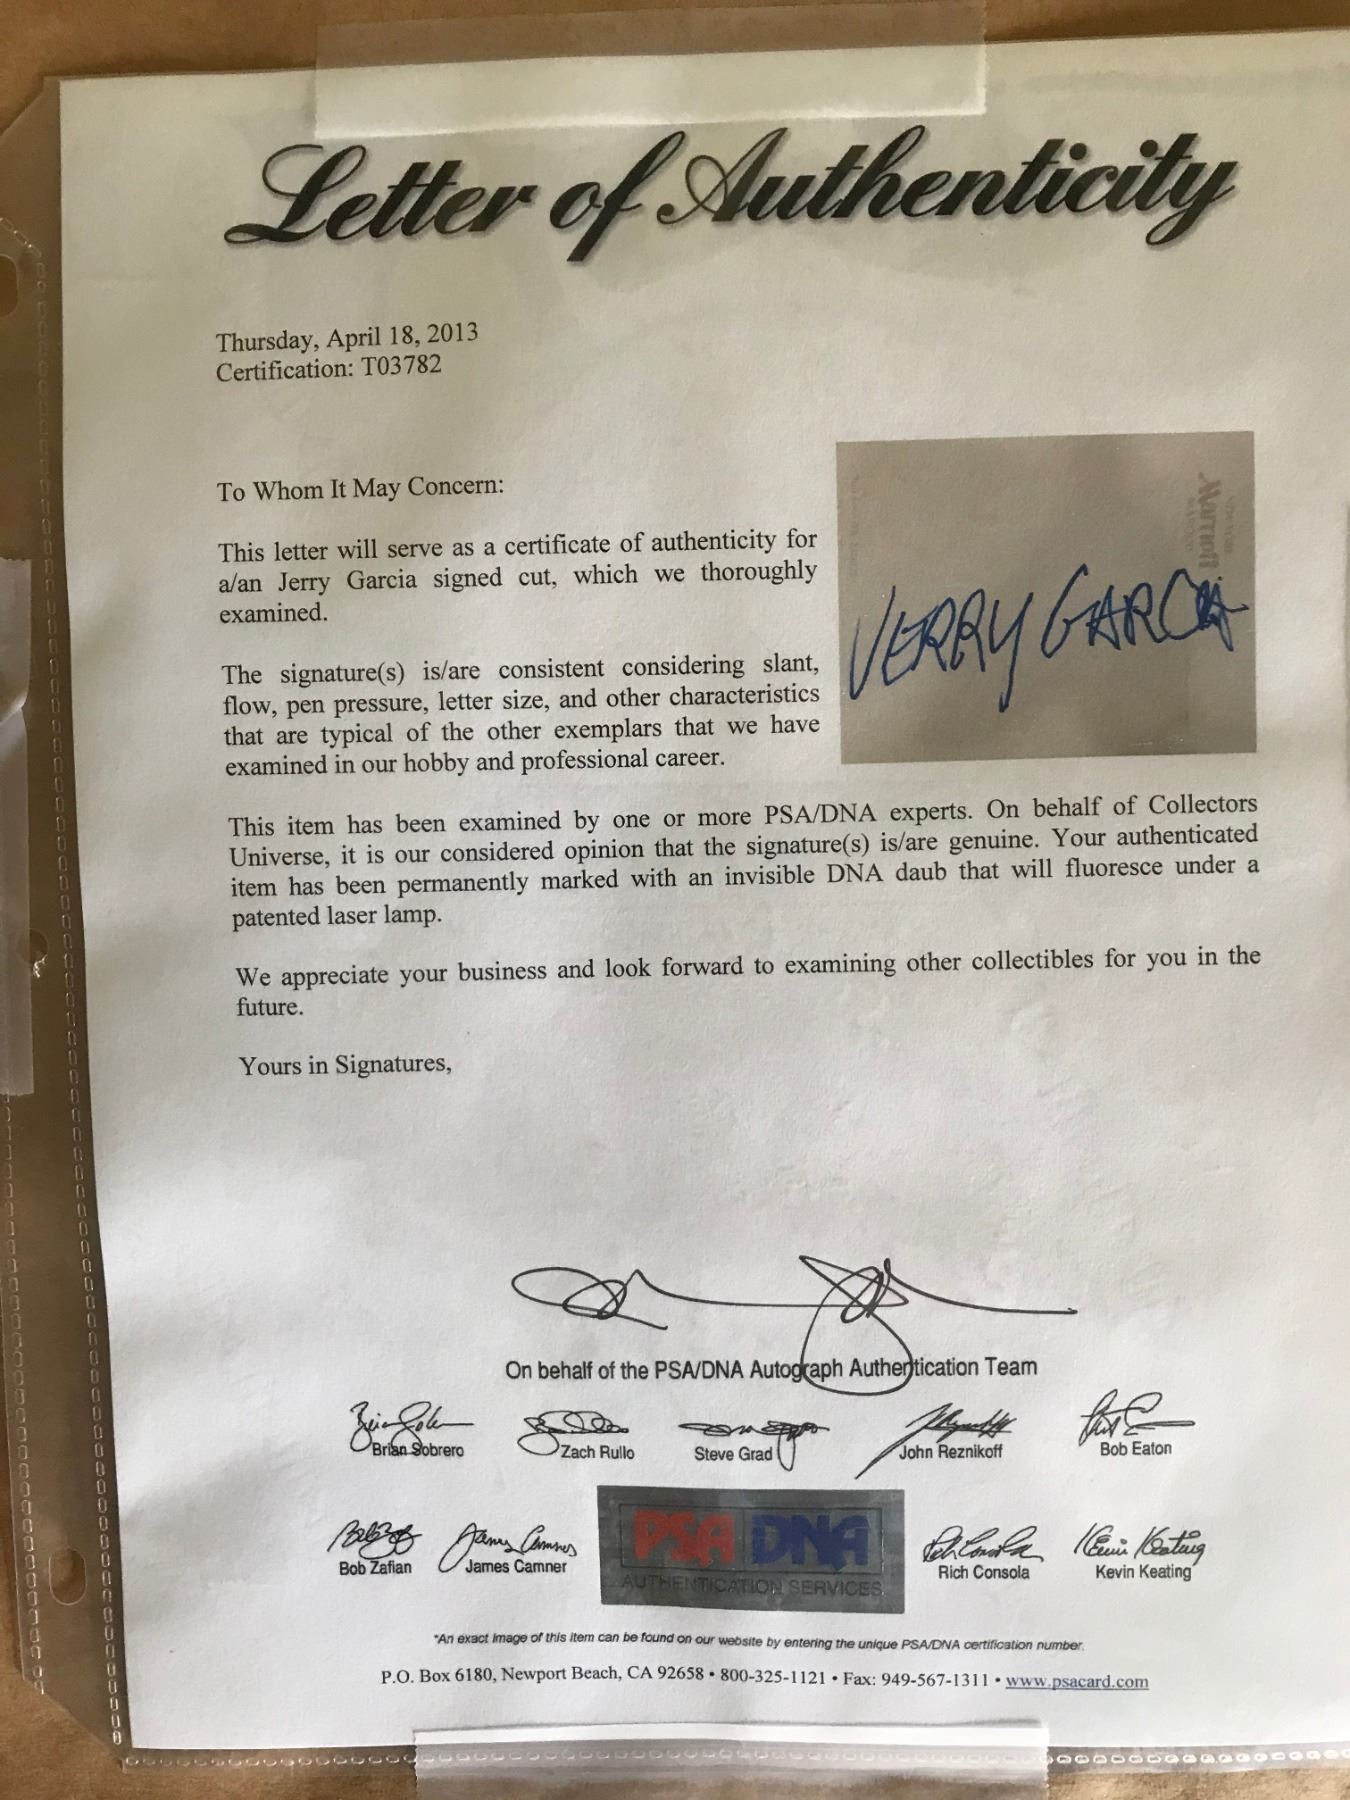 Letter of Authenticity
Thursday, April 18, 2013
Certification: T03782
To Whom It May Concern:
This letter will serve as a certificate of authenticity for
a/an Jerry Garcia signed cut, which we thoroughly
examined.
Marriott
JERRY GARCIA
The signature(s) is/are consistent considering slant,
flow, pen pressure, letter size, and other characteristics
that are typical of the other exemplars that we have
examined in our hobby and professional career.
This item has been examined by one or more PSA/DNA experts. On behalf of Collectors
Universe, it is our considered opinion that the signature(s) is/are genuine. Your authenticated
item has been permanently marked with an invisible DNA daub that will fluoresce under a
patented laser lamp.
We appreciate your business and look forward to examining other collectibles for you in the
future.
Yours in Signatures,
On behalf of the PSA/DNA Autograph Authentication Team
Brian Sobrero Zach Rullo Steve Grad John Reznikoff Bob Eaton
Bob Zafian James Camner Rich Consola Kevin Keating
PSA DNA
AUTHENTICATION SERVICES
*An exact image of this item can be found on our website by entering the unique PSA/DNA certification number.
P.O. Box 6180, Newport Beach, CA 92658 • 800-325-1121 • Fax: 949-567-1311 • www.psacard.com